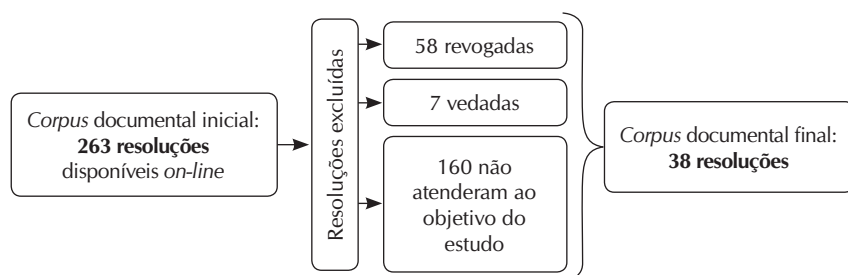 Corpus documental inicial:
263 resoluções
disponíveis on-line
Resoluções excluídas
58 revogadas
7 vedadas
160 não
atenderam ao
objetivo do
estudo
Corpus documental final:
38 resoluções